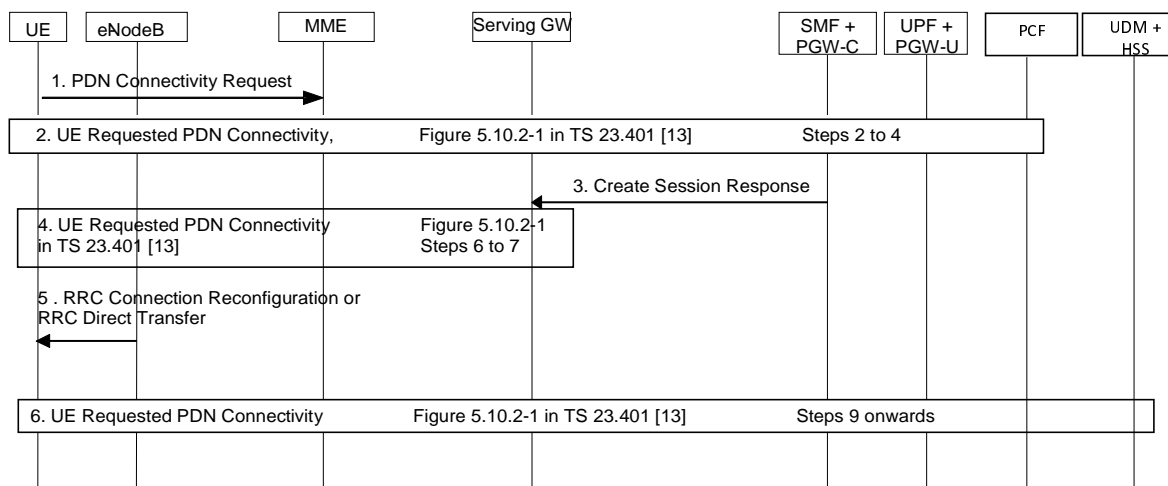 UE
eNodeB
MME
Serving GW
SMF +
PGW-C
UPF +
PGW-U
PCF
UDM +
HSS
1. PDN Connectivity Request
2. UE Requested PDN Connectivity, Figure 5.10.2-1 in TS 23.401 [13] Steps 2 to 4
3. Create Session Response
4. UE Requested PDN Connectivity Figure 5.10.2-1
in TS 23.401 [13] Steps 6 to 7
5 . RRC Connection Reconfiguration or
RRC Direct Transfer
6. UE Requested PDN Connectivity Figure 5.10.2-1 in TS 23.401 [13] Steps 9 onwards